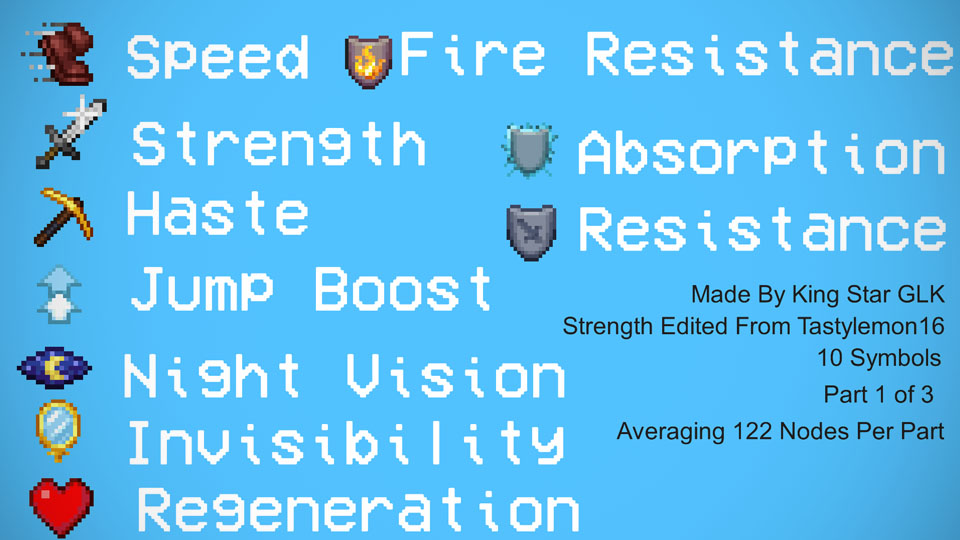 Speed
Fire Resistance
Strength
Absorption
Haste
Resistance
Jump Boost
Made By King Star GLK
Strength Edited From Tastylemon16
10 Symbols
Night Vision
Part 1 of 3
Invisibility
Averaging 122 Nodes Per Part
Regeneration